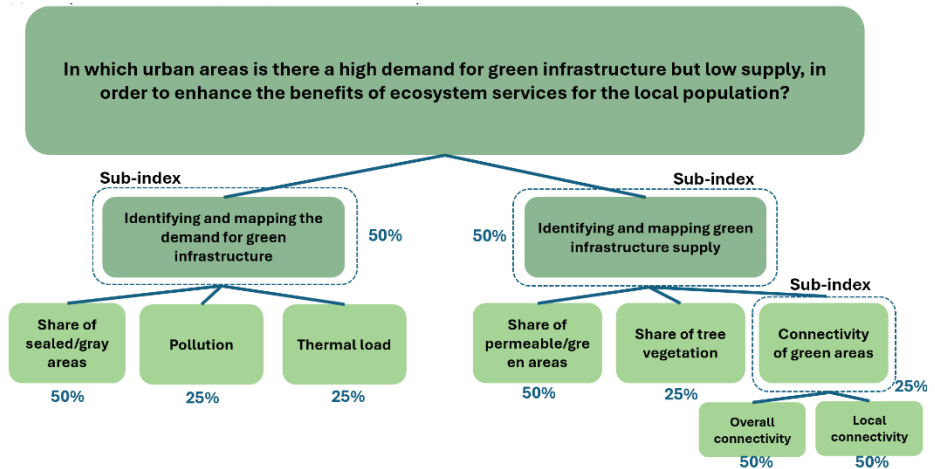 In which urban areas is there a high demand for green infrastructure but low supply, in
order to enhance the benefits of ecosystem services for the local population?
Sub-index
Sub-index
Identifying and mapping the
demand for green
infrastructure
50%
50%
Identifying and mapping green
infrastructure supply
Sub-index
Share of
sealed/gray
areas
Pollution
Thermal load
Share of
permeable/gre
en areas
Share of tree
vegetation
Connectivity
of green areas
50%
25%
25%
50%
25%
25%
Overall
connectivity
Local
connectivity
50%
50%